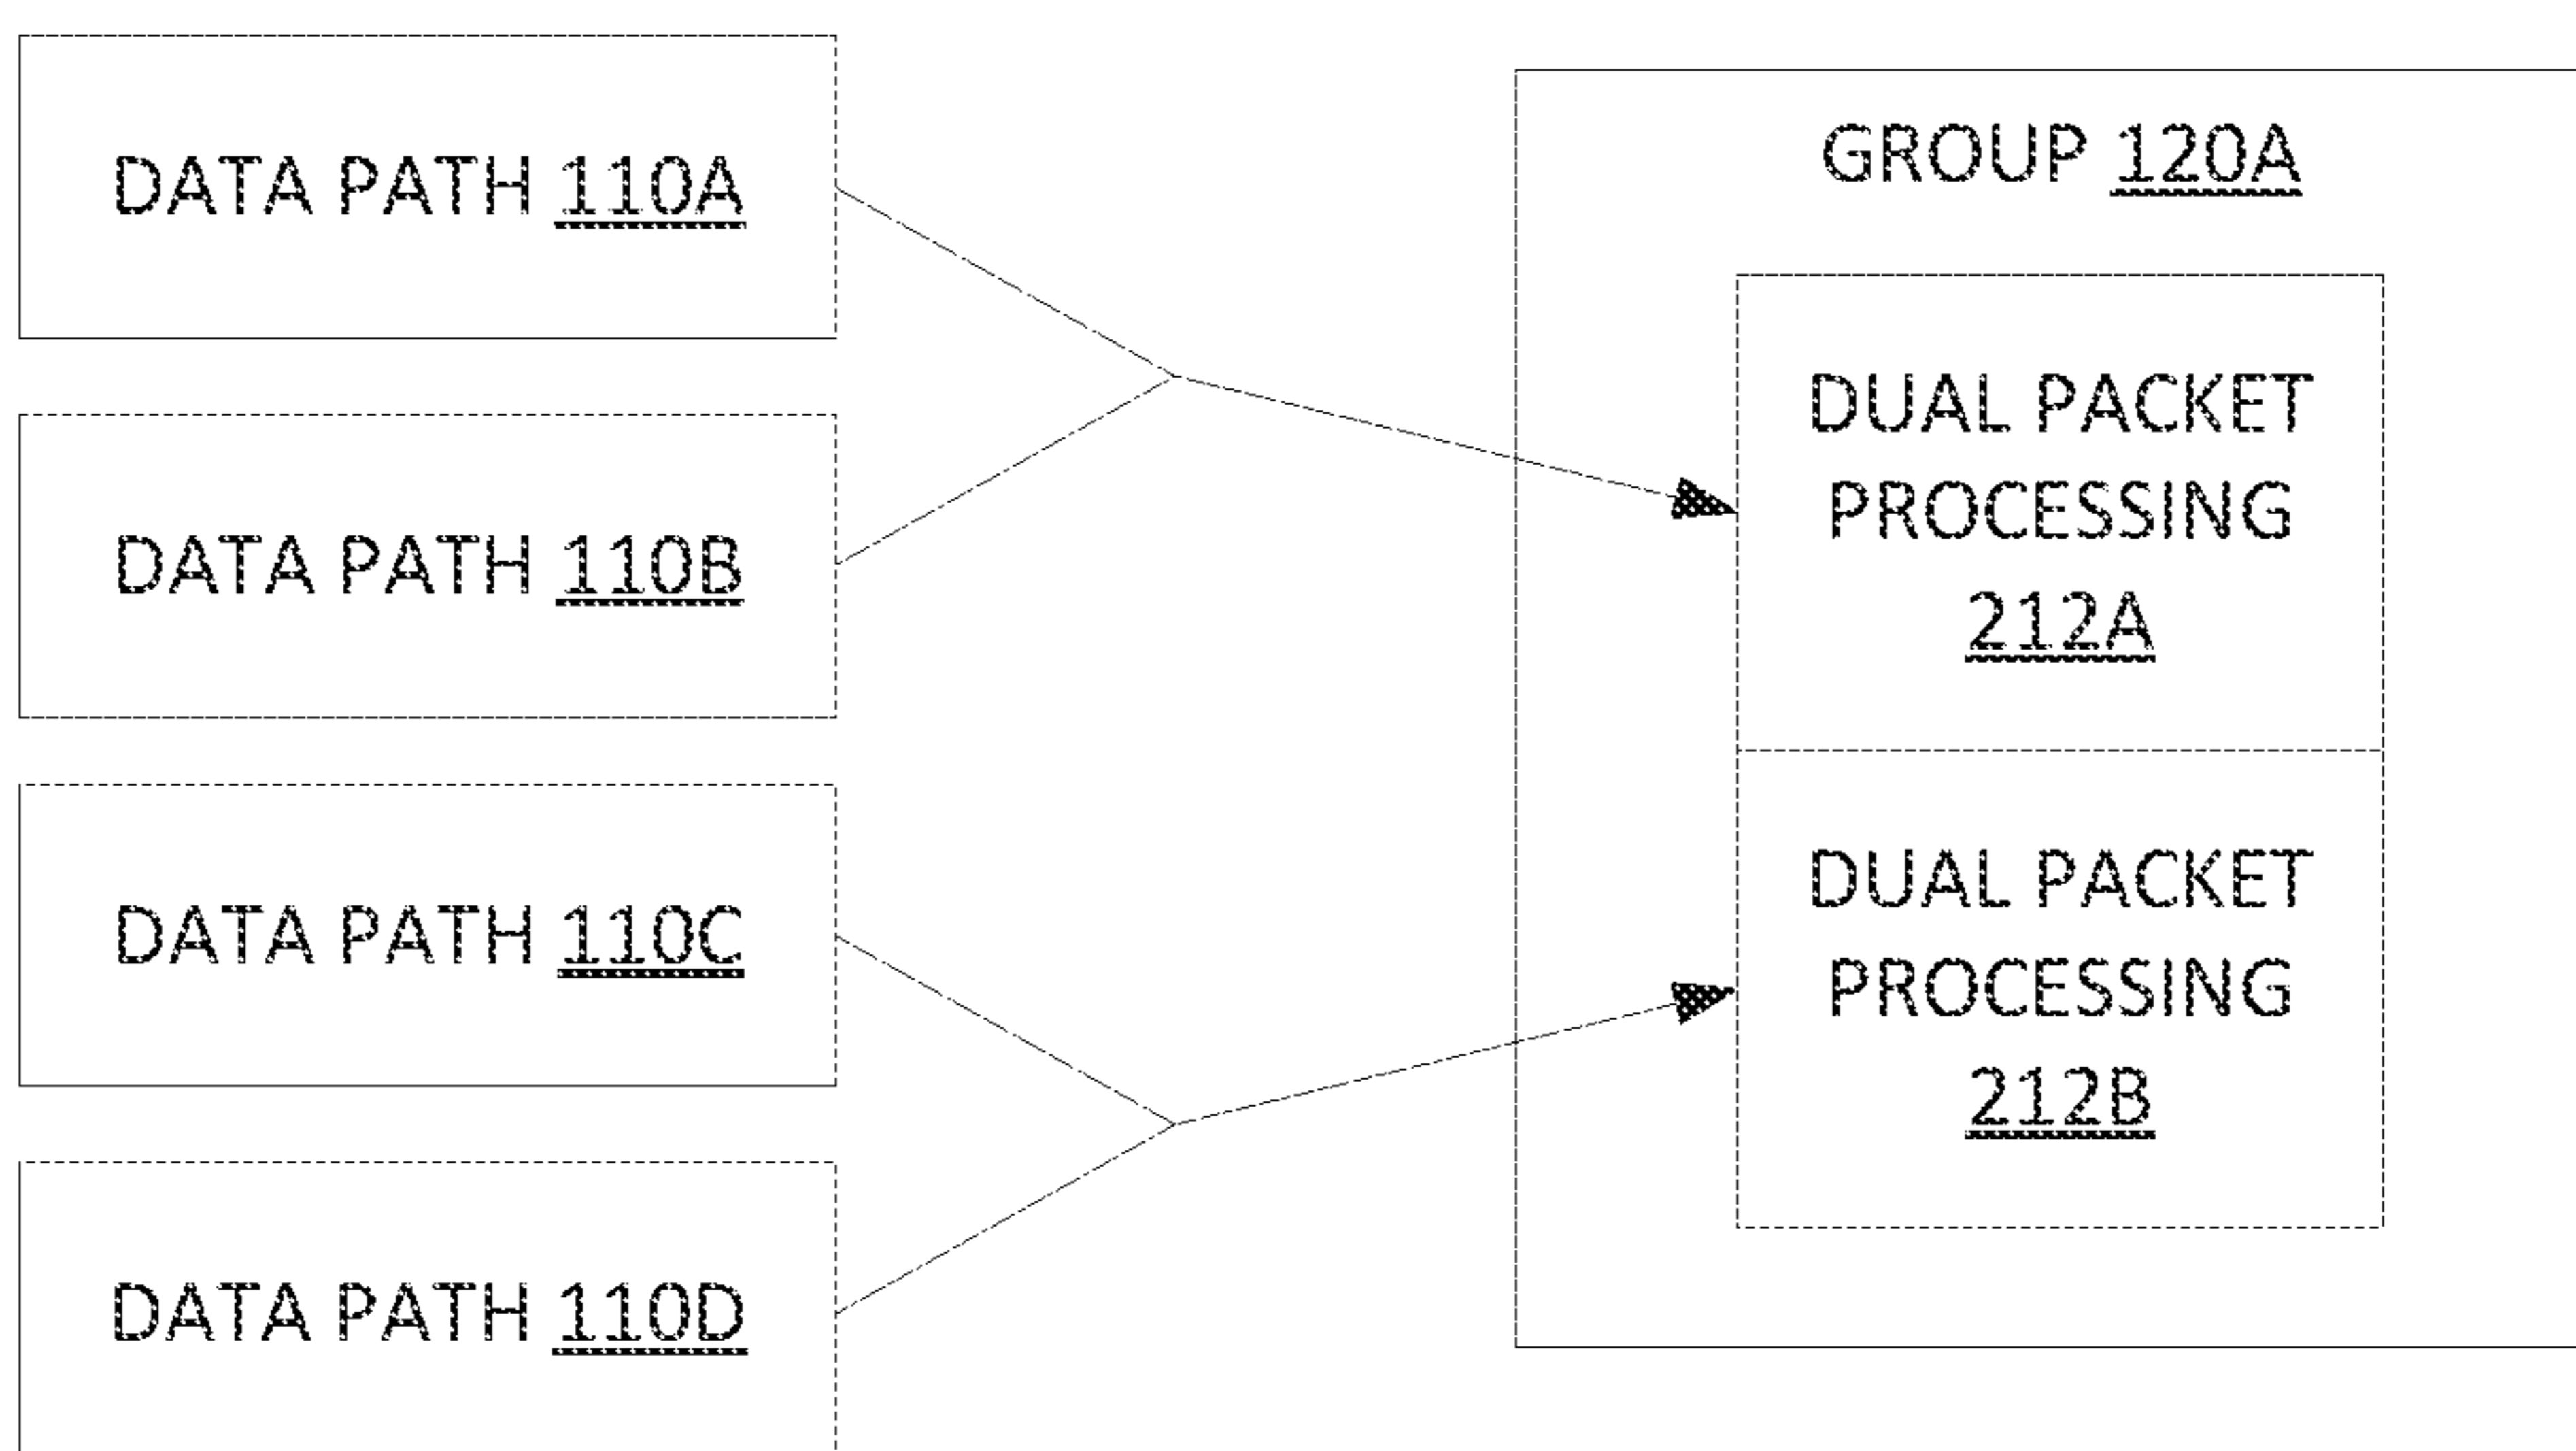 DATA PATH 110A
DATA PATH 110B
DATA PATH 110C
DATA PATH 110D
GROUP 120A
DUAL PACKET
PROCESSING
212A
DUAL PACKET
PROCESSING
212B